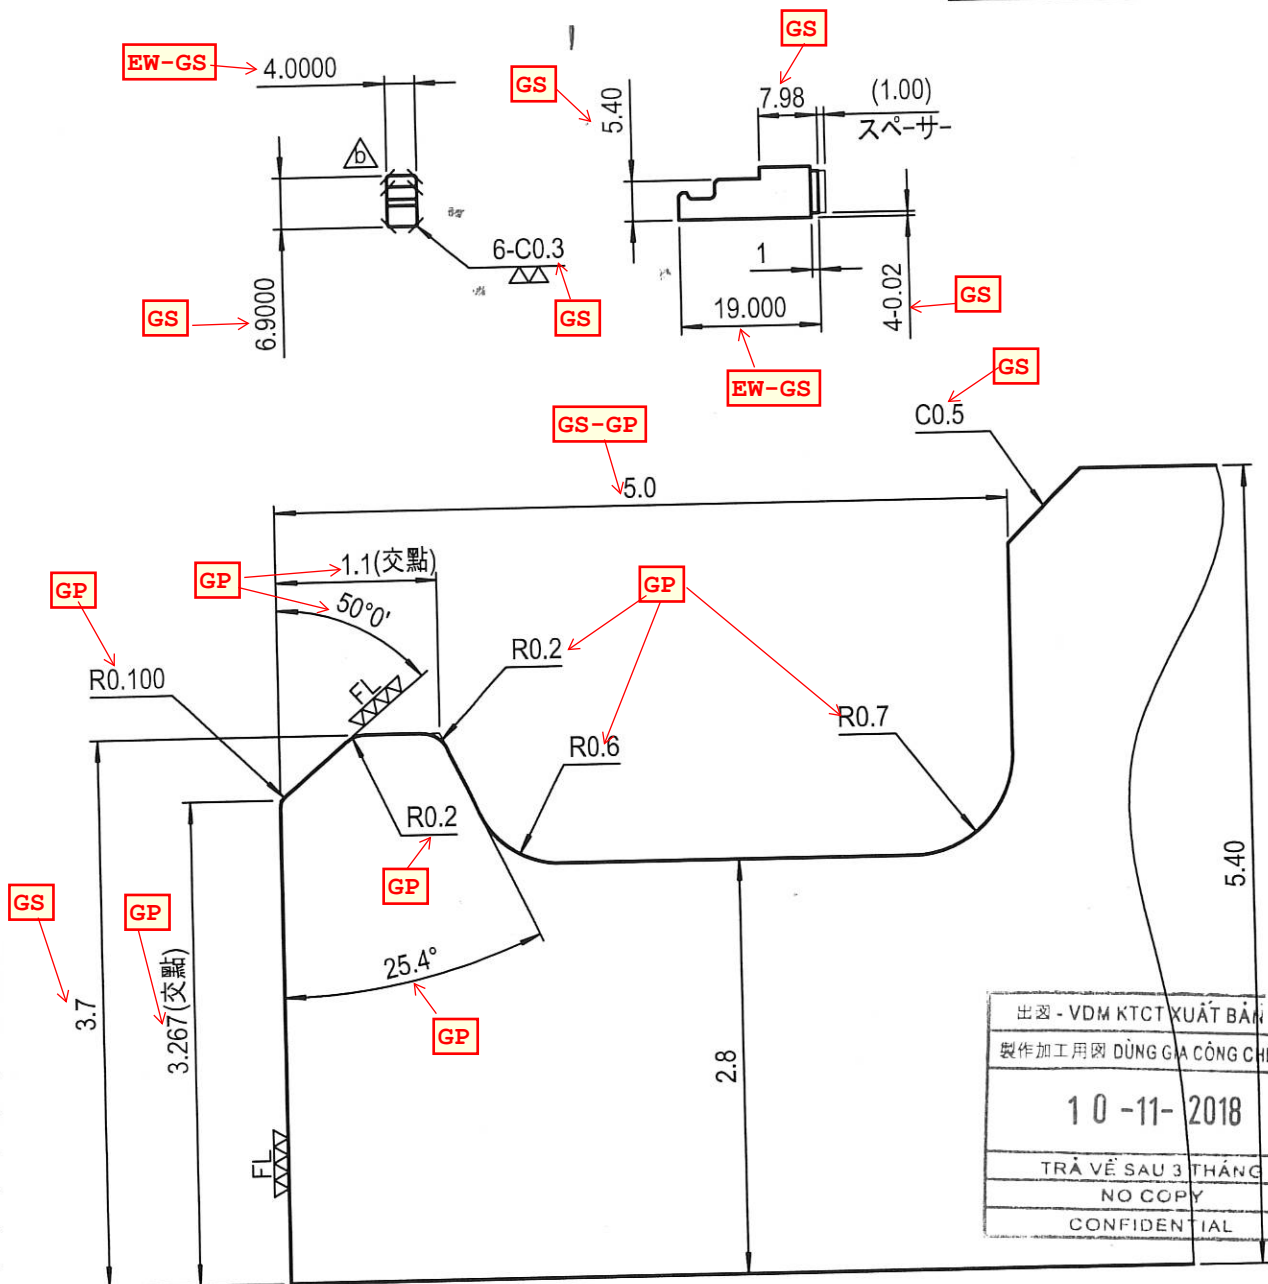 GS
EW-GS
4.0000
GS
5.40
7.98
(1.00)
スペーサー
b
6-C0.3
1
GS
6.9000
GS
19.000
4-0.02
GS
EW-GS
GS
C0.5
GS-GP
5.0
GP
GP
1.1(交點)
50°0'
GP
R0.2
R0.100
FL
R0.7
R0.6
R0.2
GP
5.40
GS
GP
25.4°
3.7
3.267(交點)
GP
2.8
FL
出図 - VDM KTCT XUẤT BẢN
製作加工用図 DÙNG GIA CÔNG CH
10-11-2018
TRẢ VỀ SAU 3 THÁNG
NO COPY
CONFIDENTIAL